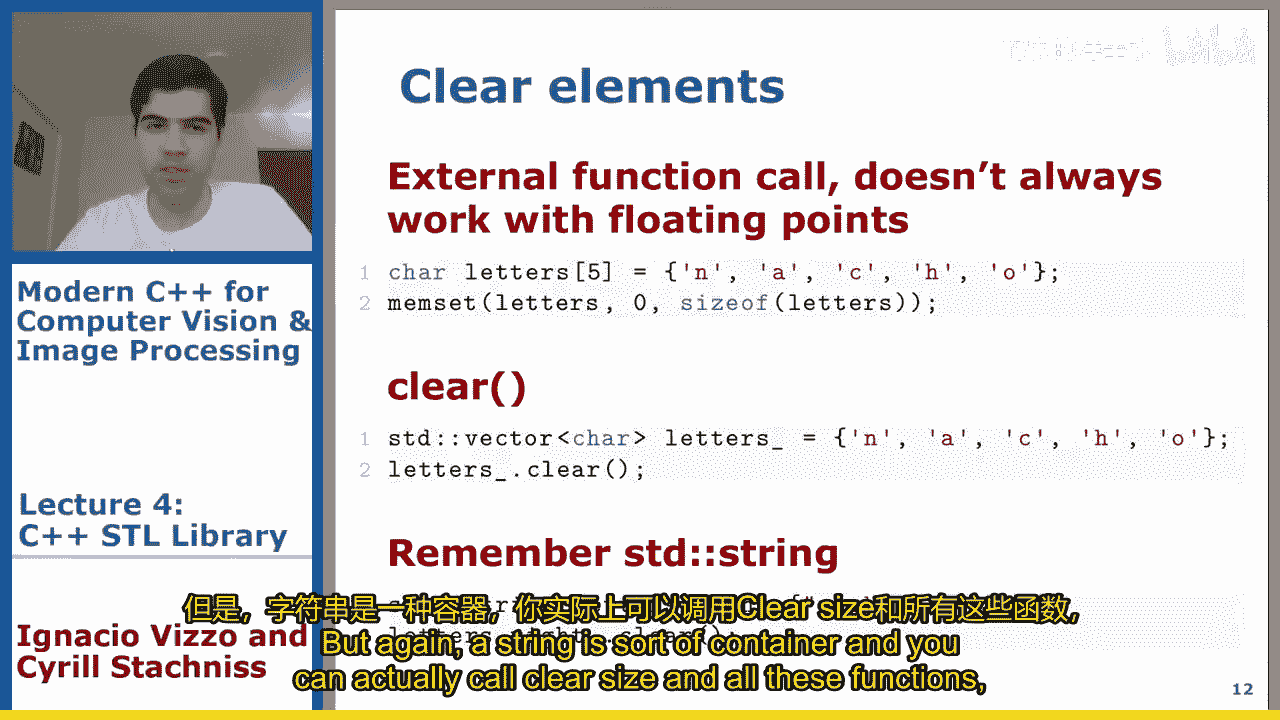 Clear elements
External function call, doesn't always
work with floating points
1 char letters[5] = {'n', 'a', 'c', 'h', 'o'};
2 memset(letters, 0, sizeof(letters));
clear()
1 std::vector<char> letters_ = {'n', 'a', 'c', 'h', 'o'};
2 letters_.clear();
Remember std::string
Modern C++ for
Computer Vision &
Image Processing
Lecture 4:
C++ STL Library
Ignacio Vizzo and
Cyrill Stachniss
但是，字符串是一种容器，你实际上可以调用Clear size和所有这些函数，
But again, a string is sort of container and you
can actually call clear size and all these functions,
12